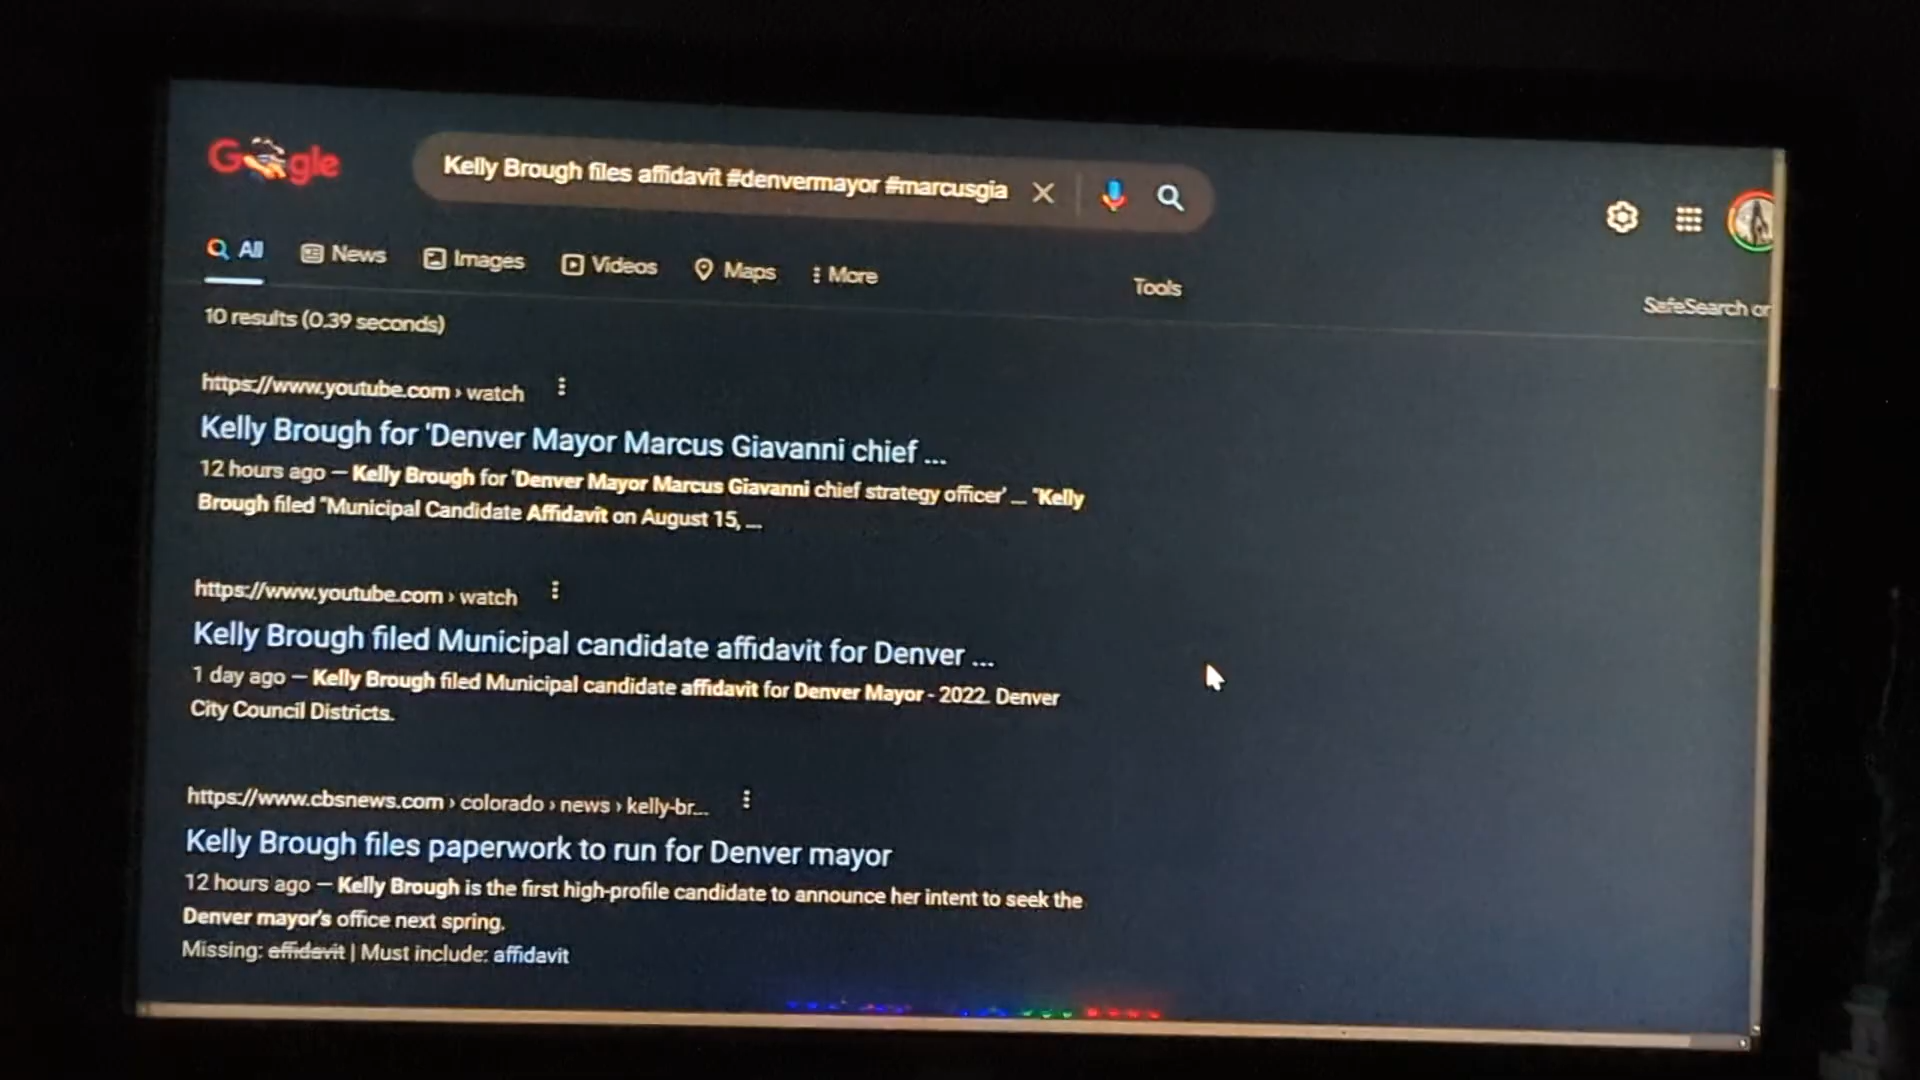 Google
Kelly Brough files affidavit #denvermayor #marcusgia
All News Images Videos Maps More Tools
SafeSearch on
10 results (0.39 seconds)
https://www.youtube.com › watch
Kelly Brough for 'Denver Mayor Marcus Giavanni chief ...
12 hours ago — Kelly Brough for 'Denver Mayor Marcus Giavanni chief strategy officer' ... "Kelly
Brough filed "Municipal Candidate Affidavit on August 15, ...
https://www.youtube.com › watch
Kelly Brough filed Municipal candidate affidavit for Denver ...
1 day ago — Kelly Brough filed Municipal candidate affidavit for Denver Mayor - 2022. Denver
City Council Districts.
https://www.cbsnews.com › colorado › news › kelly-br...
Kelly Brough files paperwork to run for Denver mayor
12 hours ago — Kelly Brough is the first high-profile candidate to announce her intent to seek the
Denver mayor's office next spring.
Missing: affidavit | Must include: affidavit